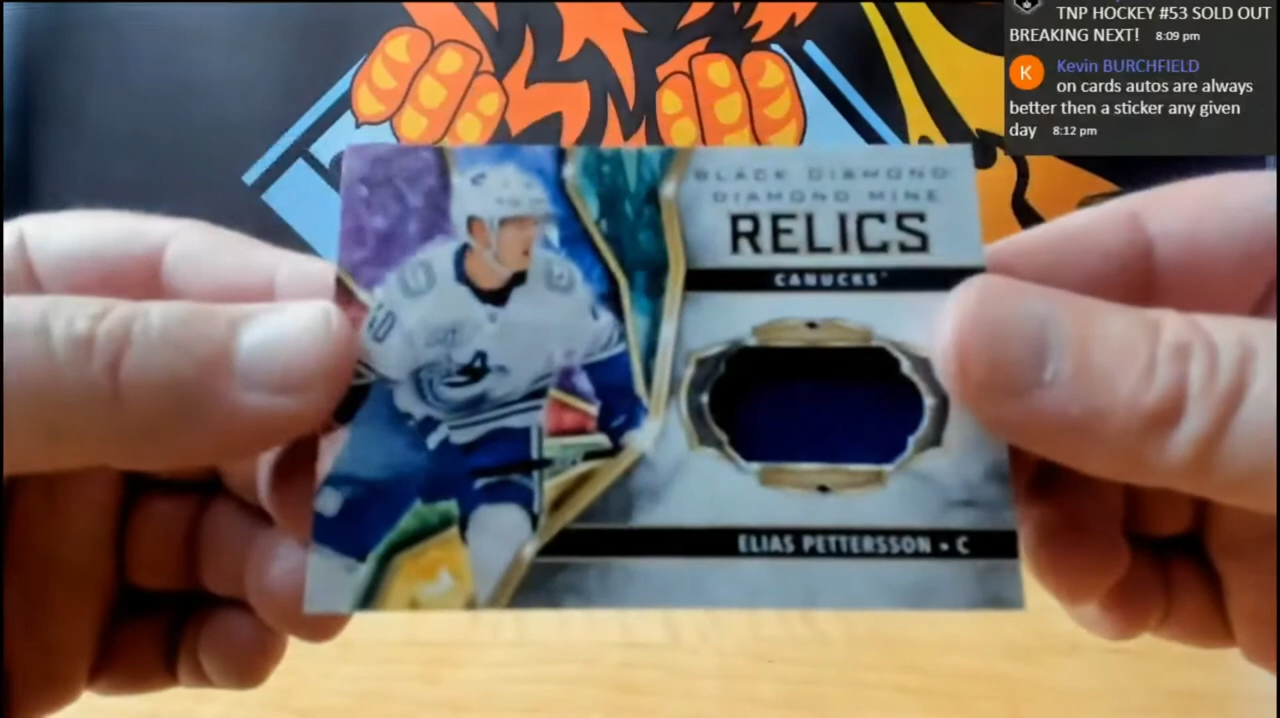 TNP HOCKEY #53 SOLD OUT
BREAKING NEXT! 8:09 pm
K
Kevin BURCHFIELD
on cards autos are always
better then a sticker any given
day 8:12 pm
BLACK DIAMOND
DIAMOND MINE
RELICS
CANUCKS
ELIAS PETTERSSON • C